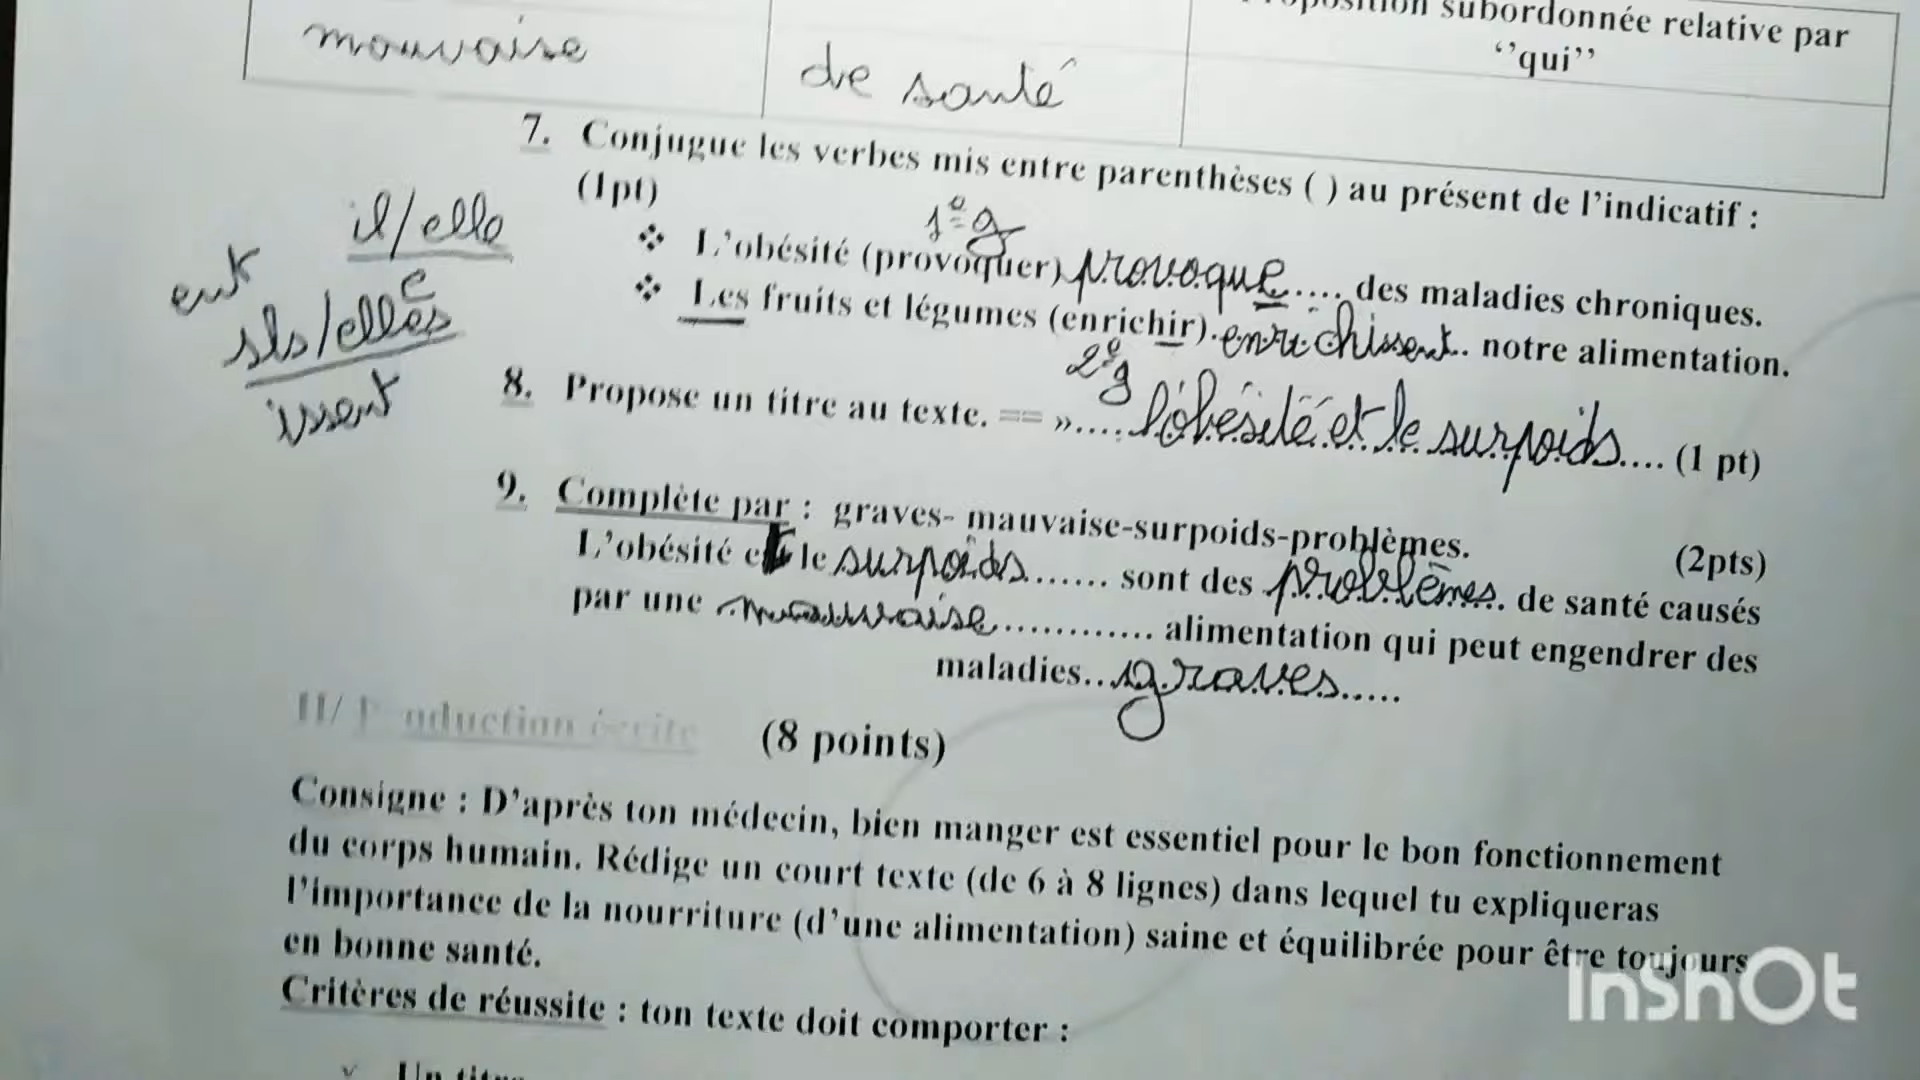 subordonnée relative par
‘’qui’’
mauvaise
de santé
7. Conjugue les verbes mis entre parenthèses ( ) au présent de l’indicatif :
(1pt)
1° g
❖ L’obésité (provoquer) provoque.... des maladies chroniques.
❖ Les fruits et légumes (enrichir).enrichissent.. notre alimentation.
2° g
il/elle
e
ent
ils/elles
issent
8. Propose un titre au texte. == ».....l'obésité et le surpoids.... (1 pt)
9. Complète par : graves- mauvaise-surpoids-problèmes. (2pts)
L’obésité et le surpoids....... sont des problèmes. de santé causés
par une mauvaise............. alimentation qui peut engendrer des
maladies...graves.....
II/ Production écrite (8 points)
Consigne : D’après ton médecin, bien manger est essentiel pour le bon fonctionnement
du corps humain. Rédige un court texte (de 6 à 8 lignes) dans lequel tu expliqueras
l’importance de la nourriture (d’une alimentation) saine et équilibrée pour être toujours
en bonne santé.
Critères de réussite : ton texte doit comporter :
✓ Un titre
InShOt